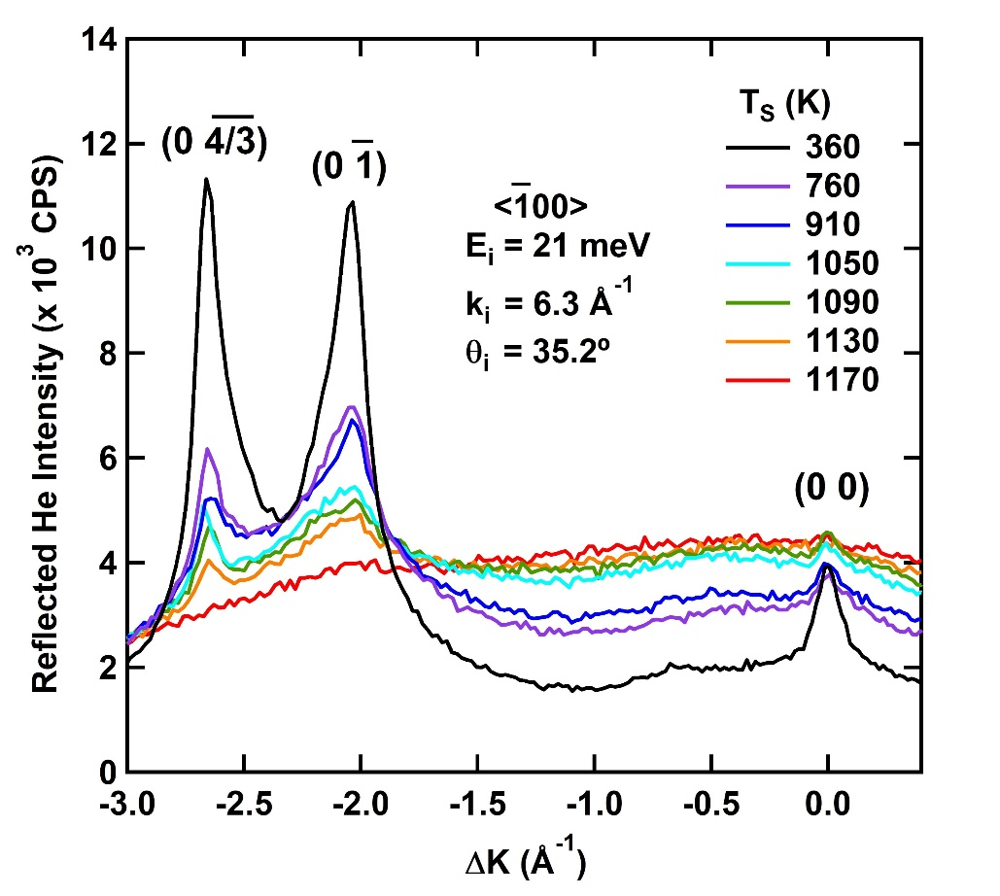 14
12
10
8
6
4
2
0
-3.0 -2.5 -2.0 -1.5 -1.0 -0.5 0.0
Reflected He Intensity (x 10³ CPS)
ΔK (Å⁻¹)
(0 4̅/̅3̅)
(0 1̅)
(0 0)
<1̅00>
Eᵢ = 21 meV
kᵢ = 6.3 Å⁻¹
θᵢ = 35.2º
Tₛ (K)
360
760
910
1050
1090
1130
1170